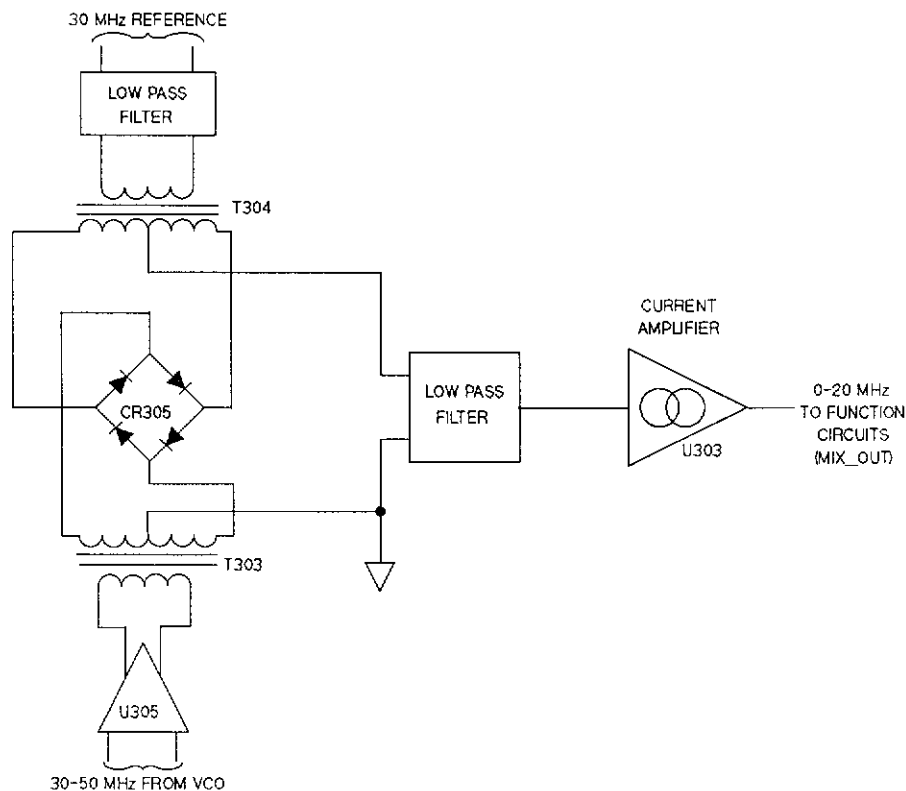 30 MHz REFERENCE
LOW PASS
FILTER
T304
CR305
CURRENT
AMPLIFIER
LOW PASS
FILTER
U303
0-20 MHz
TO FUNCTION
CIRCUITS
(MIX_OUT)
T303
U305
30-50 MHz FROM VCO